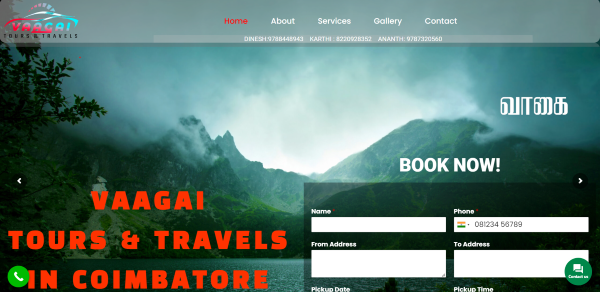 VAAGAI
TOURS & TRAVELS
Home About Services Gallery Contact
DINESH:9788448943 KARTHI : 8220928352 ANANTH: 9787320560
வாகை
BOOK NOW!
VAAGAI
TOURS & TRAVELS
IN COIMBATORE
Name Phone
081234 56789
From Address To Address
Pickup Date Pickup Time
Contact us